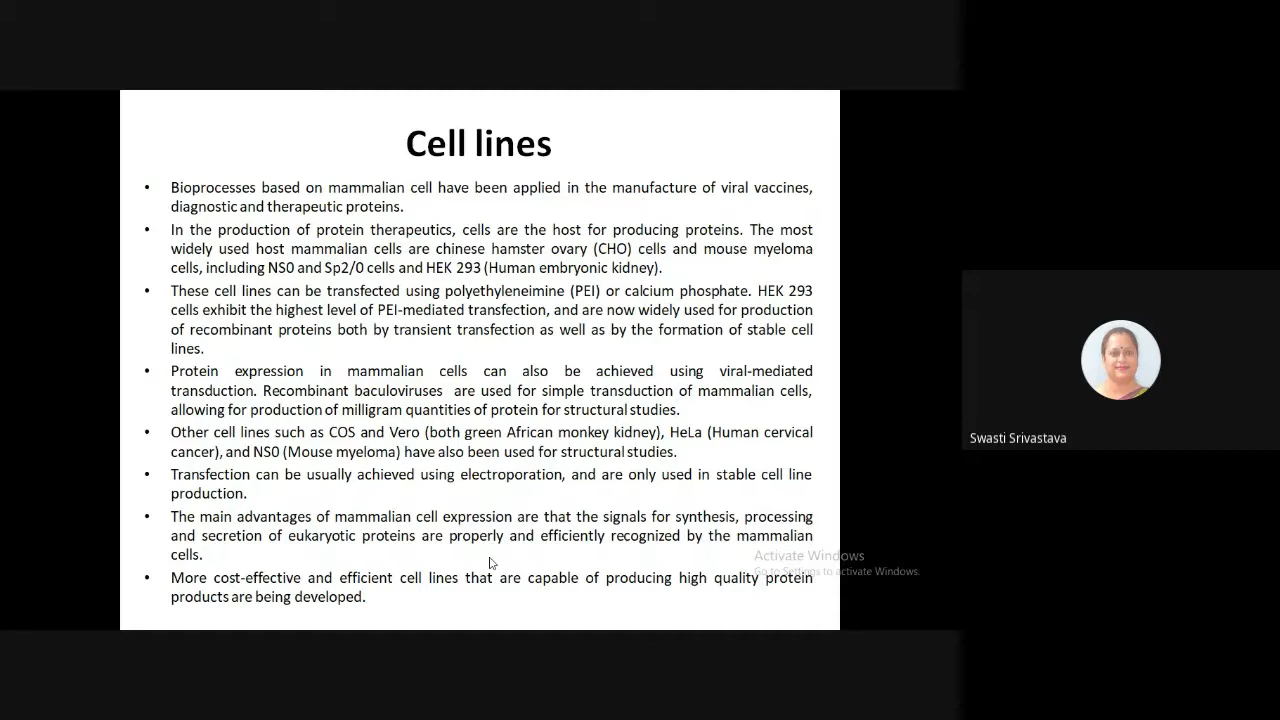 Cell lines
• Bioprocesses based on mammalian cell have been applied in the manufacture of viral vaccines,
diagnostic and therapeutic proteins.
• In the production of protein therapeutics, cells are the host for producing proteins. The most
widely used host mammalian cells are chinese hamster ovary (CHO) cells and mouse myeloma
cells, including NS0 and Sp2/0 cells and HEK 293 (Human embryonic kidney).
• These cell lines can be transfected using polyethyleneimine (PEI) or calcium phosphate. HEK 293
cells exhibit the highest level of PEI-mediated transfection, and are now widely used for production
of recombinant proteins both by transient transfection as well as by the formation of stable cell
lines.
• Protein expression in mammalian cells can also be achieved using viral-mediated
transduction. Recombinant baculoviruses are used for simple transduction of mammalian cells,
allowing for production of milligram quantities of protein for structural studies.
• Other cell lines such as COS and Vero (both green African monkey kidney), HeLa (Human cervical
cancer), and NS0 (Mouse myeloma) have also been used for structural studies.
• Transfection can be usually achieved using electroporation, and are only used in stable cell line
production.
• The main advantages of mammalian cell expression are that the signals for synthesis, processing
and secretion of eukaryotic proteins are properly and efficiently recognized by the mammalian
cells.
• More cost-effective and efficient cell lines that are capable of producing high quality protein
products are being developed.
Activate Windows
Go to Settings to activate Windows.
Swasti Srivastava